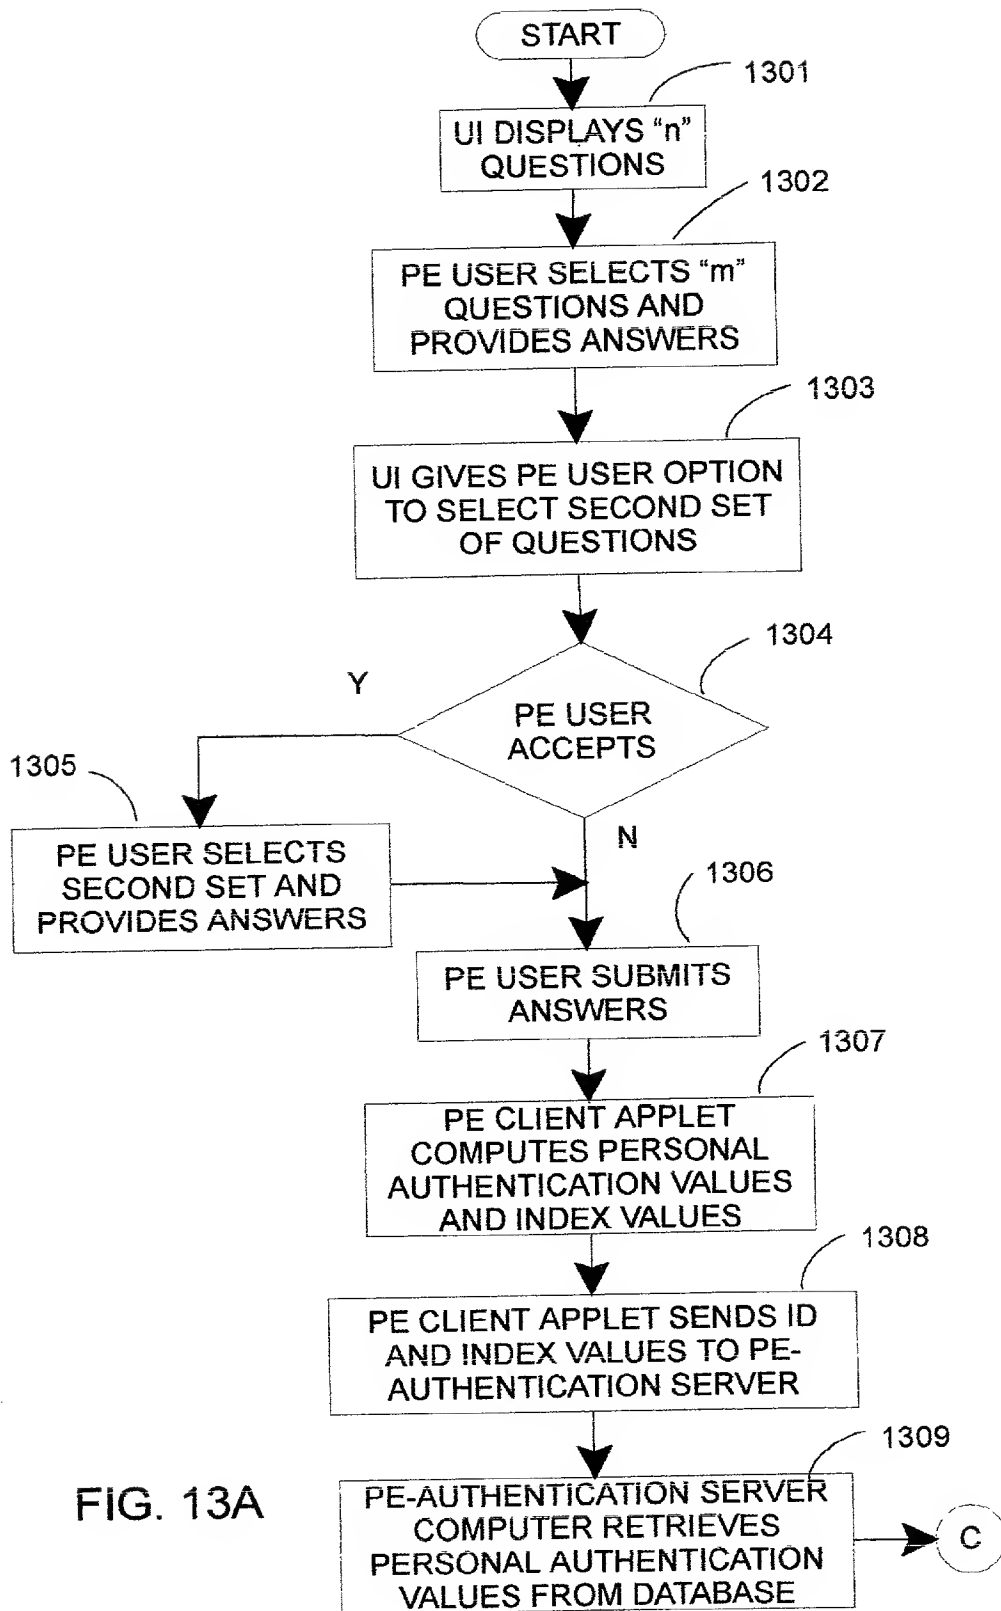 START
1301
UI DISPLAYS “n”
QUESTIONS
1302
PE USER SELECTS “m”
QUESTIONS AND
PROVIDES ANSWERS
1303
UI GIVES PE USER OPTION
TO SELECT SECOND SET
OF QUESTIONS
1304
Y
PE USER
ACCEPTS
1305
N
PE USER SELECTS
SECOND SET AND
PROVIDES ANSWERS
1306
PE USER SUBMITS
ANSWERS
1307
PE CLIENT APPLET
COMPUTES PERSONAL
AUTHENTICATION VALUES
AND INDEX VALUES
1308
PE CLIENT APPLET SENDS ID
AND INDEX VALUES TO PE-
AUTHENTICATION SERVER
1309
FIG. 13A
PE-AUTHENTICATION SERVER
COMPUTER RETRIEVES
PERSONAL AUTHENTICATION
VALUES FROM DATABASE
C